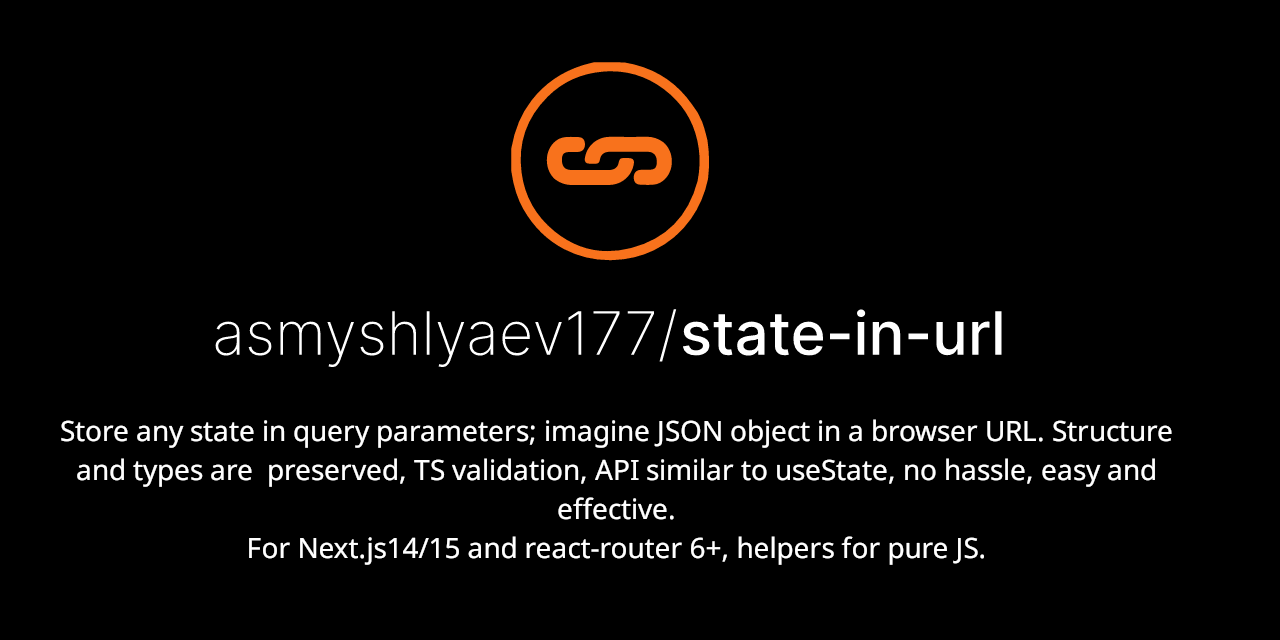 asmyshlyaev177/state-in-url
Store any state in query parameters; imagine JSON object in a browser URL. Structure
and types are  preserved, TS validation, API similar to useState, no hassle, easy and
effective.
For Next.js14/15 and react-router 6+, helpers for pure JS.